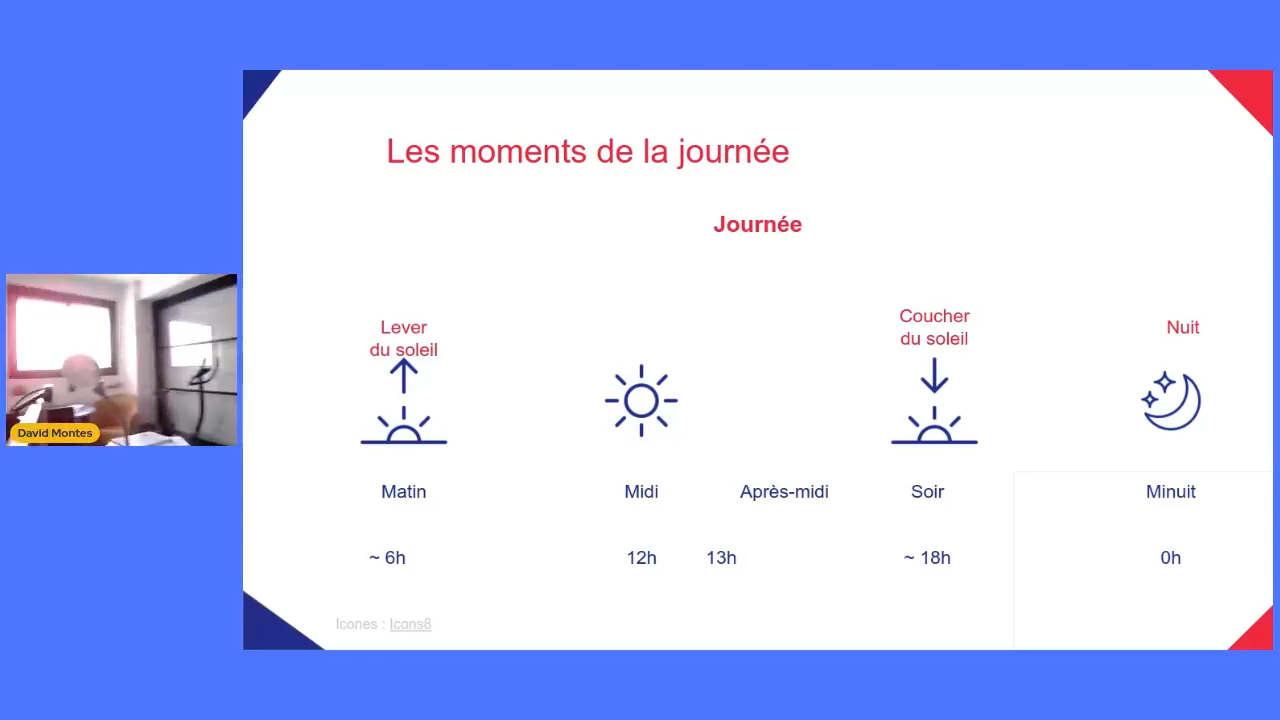 Les moments de la journée
Journée
Lever
du soleil
Coucher
du soleil
Nuit
Matin
Midi
Après-midi
Soir
Minuit
~ 6h
12h
13h
~ 18h
0h
Icones : Icons8
David Montes